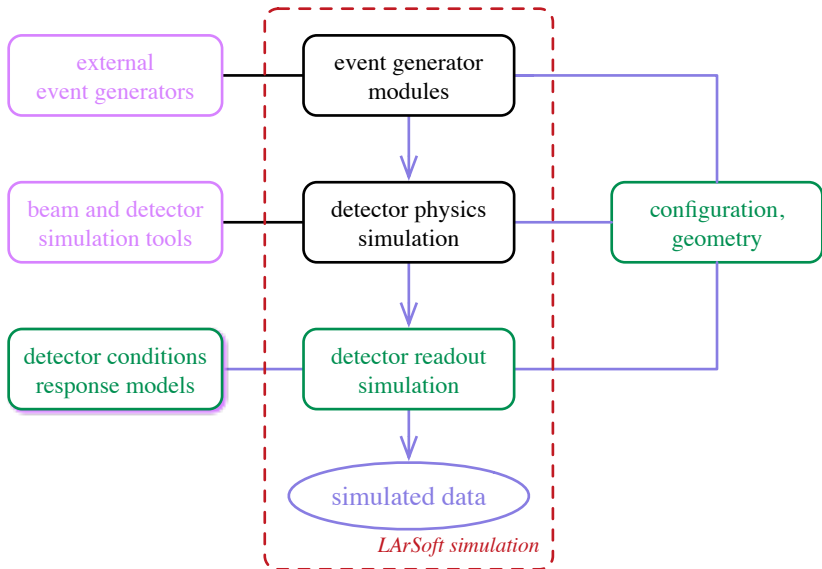 external
event generators
event generator
modules
beam and detector
simulation tools
detector physics
simulation
configuration,
geometry
detector conditions
response models
detector readout
simulation
simulated data
LArSoft simulation